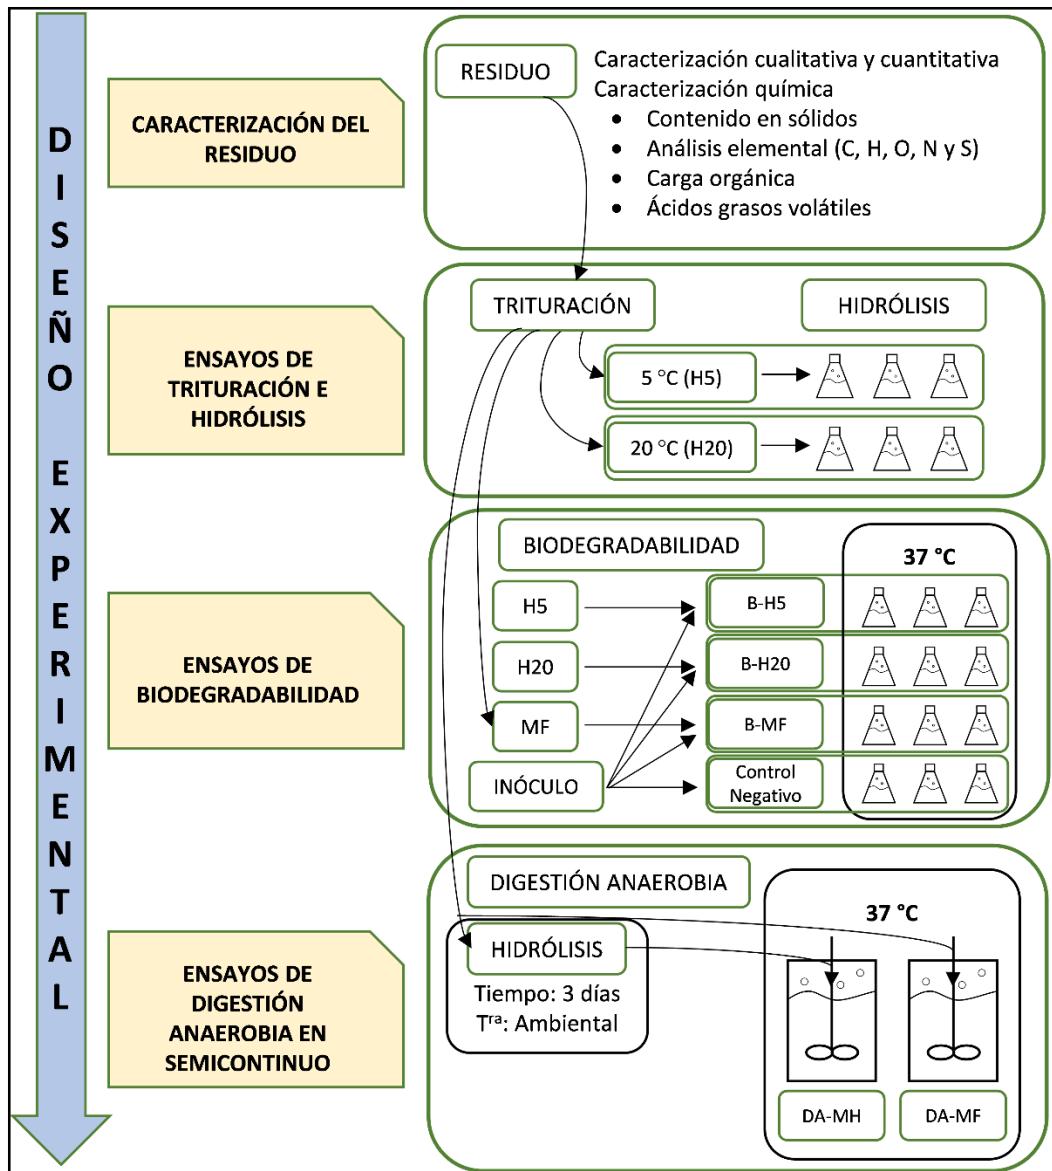 DISEÑO EXPERIMENTAL
CARACTERIZACIÓN DEL
RESIDUO
RESIDUO
Caracterización cualitativa y cuantitativa
Caracterización química
• Contenido en sólidos
• Análisis elemental (C, H, O, N y S)
• Carga orgánica
• Ácidos grasos volátiles
ENSAYOS DE
TRITURACIÓN E
HIDRÓLISIS
TRITURACIÓN
HIDRÓLISIS
5 °C (H5)
20 °C (H20)
ENSAYOS DE
BIODEGRADABILIDAD
BIODEGRADABILIDAD
37 °C
H5
B-H5
H20
B-H20
MF
B-MF
INÓCULO
Control
Negativo
ENSAYOS DE
DIGESTIÓN
ANAEROBIA EN
SEMICONTINUO
DIGESTIÓN ANAEROBIA
37 °C
HIDRÓLISIS
Tiempo: 3 días
Tʳᵃ: Ambiental
DA-MH
DA-MF